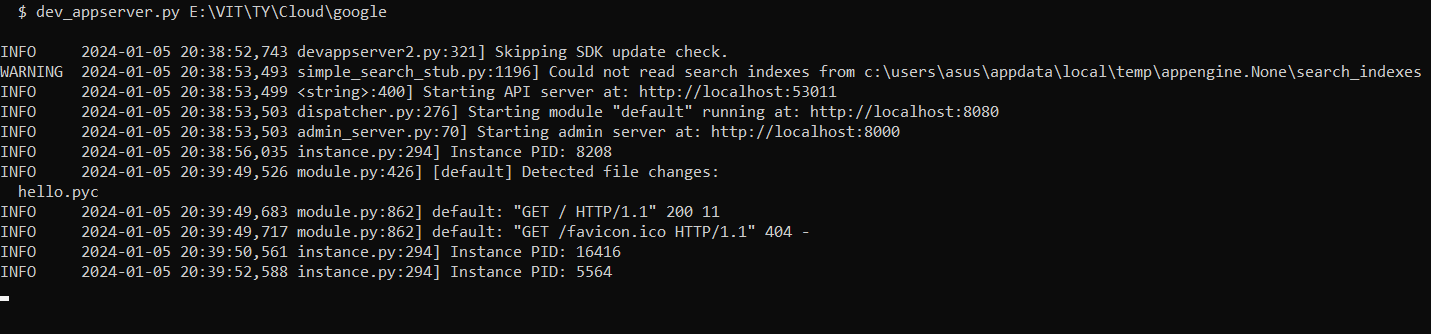 $ dev_appserver.py E:\VIT\TY\Cloud\google
INFO     2024-01-05 20:38:52,743 devappserver2.py:321] Skipping SDK update check.
WARNING  2024-01-05 20:38:53,493 simple_search_stub.py:1196] Could not read search indexes from c:\users\asus\appdata\local\temp\appengine.None\search_indexes
INFO     2024-01-05 20:38:53,499 <string>:400] Starting API server at: http://localhost:53011
INFO     2024-01-05 20:38:53,503 dispatcher.py:276] Starting module "default" running at: http://localhost:8080
INFO     2024-01-05 20:38:53,503 admin_server.py:70] Starting admin server at: http://localhost:8000
INFO     2024-01-05 20:38:56,035 instance.py:294] Instance PID: 8208
INFO     2024-01-05 20:39:49,526 module.py:426] [default] Detected file changes:
  hello.pyc
INFO     2024-01-05 20:39:49,683 module.py:862] default: "GET / HTTP/1.1" 200 11
INFO     2024-01-05 20:39:49,717 module.py:862] default: "GET /favicon.ico HTTP/1.1" 404 -
INFO     2024-01-05 20:39:50,561 instance.py:294] Instance PID: 16416
INFO     2024-01-05 20:39:52,588 instance.py:294] Instance PID: 5564